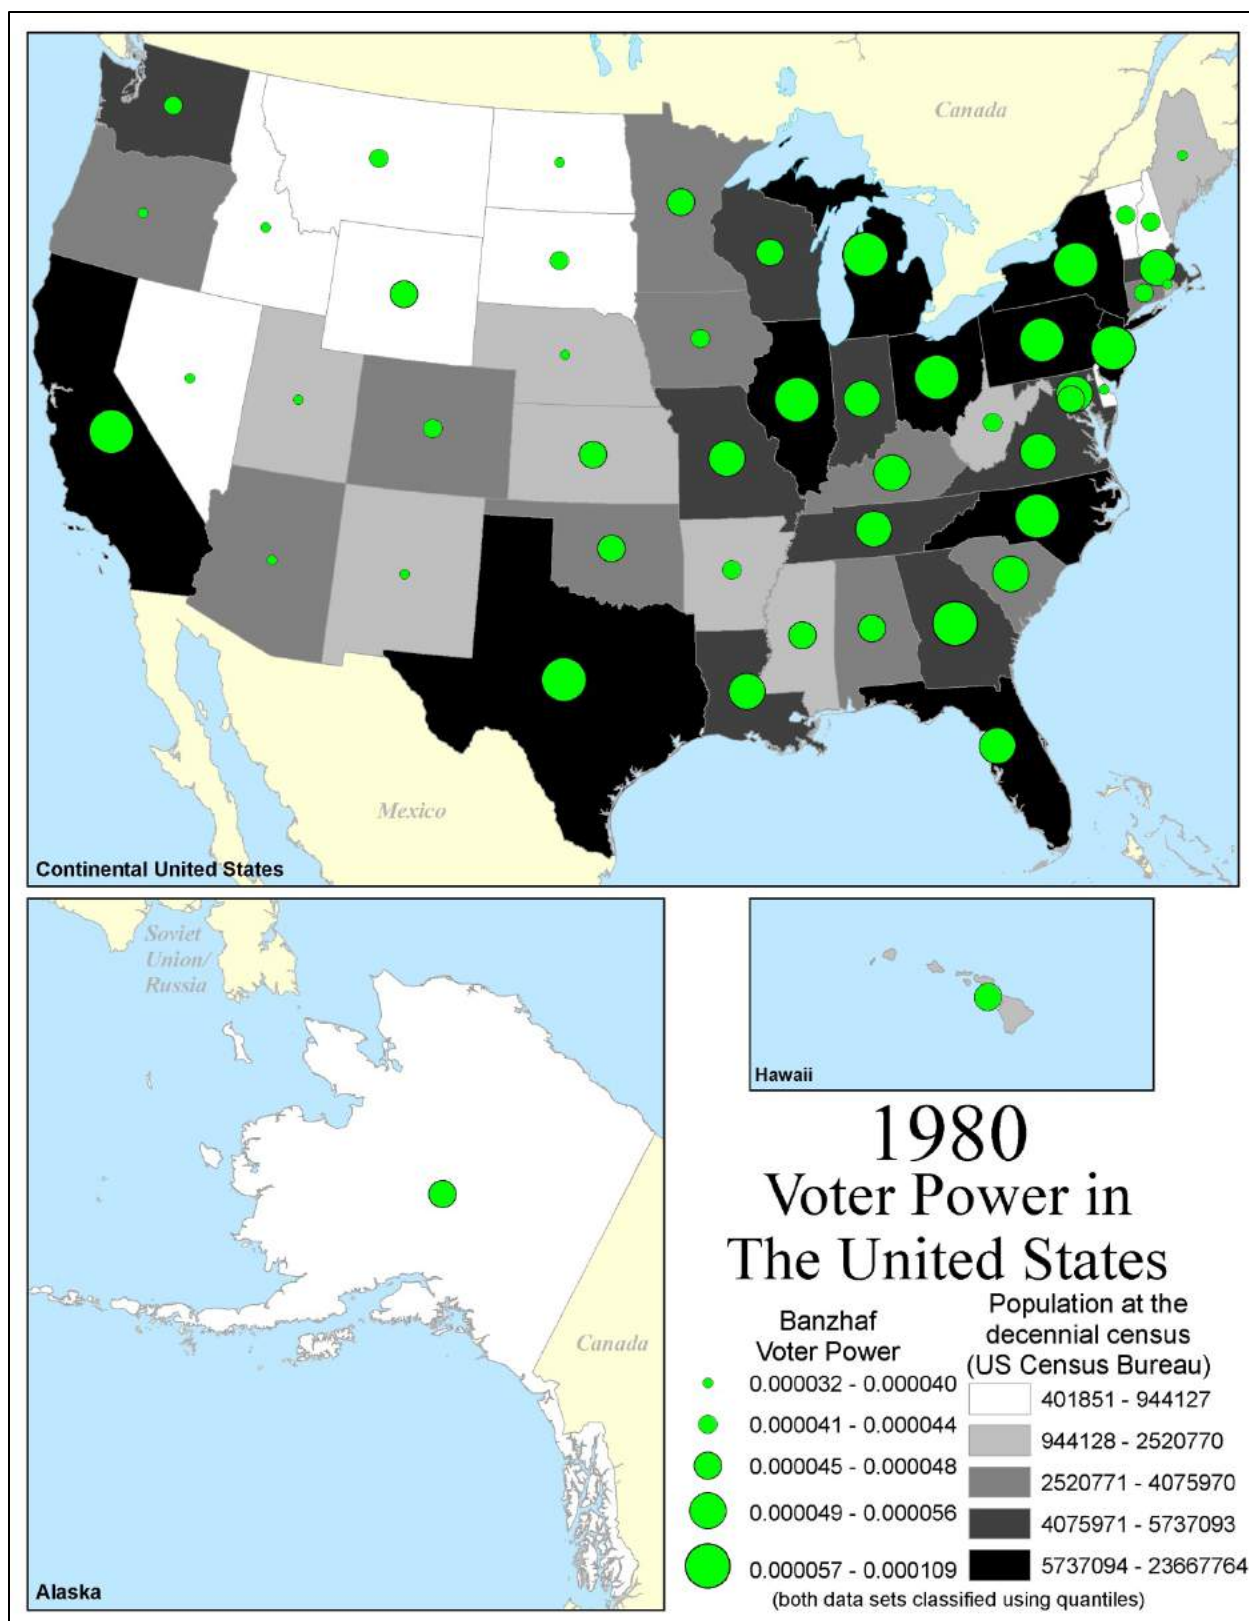 Canada
Mexico
Continental United States
Soviet
Union/
Russia
Canada
Alaska
Hawaii
1980
Voter Power in
The United States
Banzhaf
Voter Power
0.000032 - 0.000040
0.000041 - 0.000044
0.000045 - 0.000048
0.000049 - 0.000056
0.000057 - 0.000109
Population at the
decennial census
(US Census Bureau)
401851 - 944127
944128 - 2520770
2520771 - 4075970
4075971 - 5737093
5737094 - 23667764
(both data sets classified using quantiles)